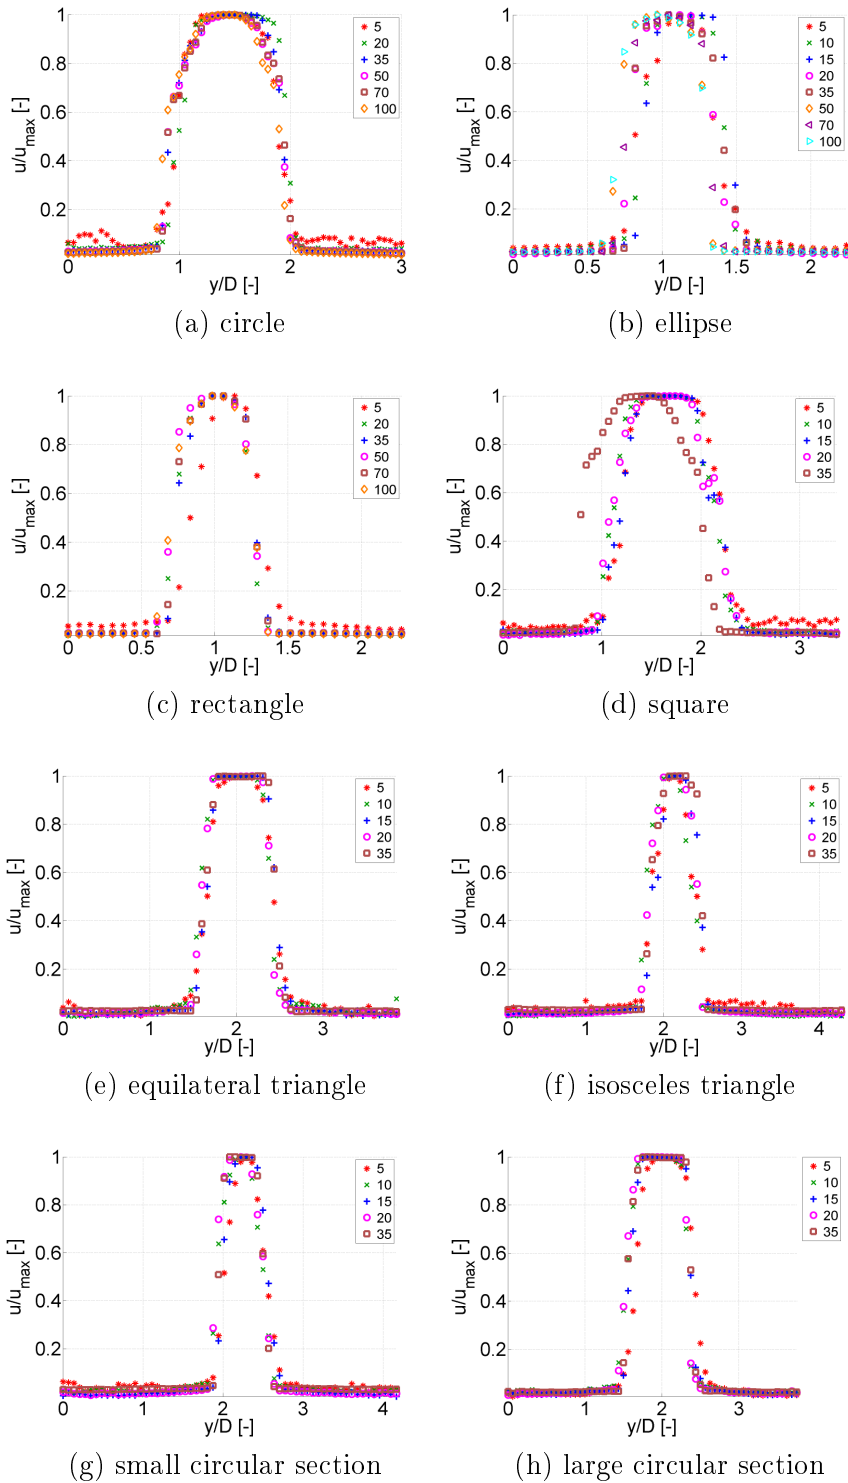 1
0.8
0.6
0.4
0.2
u/u_max [-]
0 1 2 3
y/D [-]
5
20
35
50
70
100
(a) circle
1
0.8
0.6
0.4
0.2
u/u_max [-]
0 0.5 1 1.5 2
y/D [-]
5
10
15
20
35
50
70
100
(b) ellipse
1
0.8
0.6
0.4
0.2
u/u_max [-]
0 0.5 1 1.5 2
y/D [-]
5
20
35
50
70
100
(c) rectangle
1
0.8
0.6
0.4
0.2
u/u_max [-]
0 1 2 3
y/D [-]
5
10
15
20
35
(d) square
1
0.8
0.6
0.4
0.2
u/u_max [-]
0 1 2 3
y/D [-]
5
10
15
20
35
(e) equilateral triangle
1
0.8
0.6
0.4
0.2
u/u_max [-]
0 1 2 3 4
y/D [-]
5
10
15
20
35
(f) isosceles triangle
1
0.8
0.6
0.4
0.2
u/u_max [-]
0 1 2 3 4
y/D [-]
5
10
15
20
35
(g) small circular section
1
0.8
0.6
0.4
0.2
u/u_max [-]
0 1 2 3
y/D [-]
5
10
15
20
35
(h) large circular section